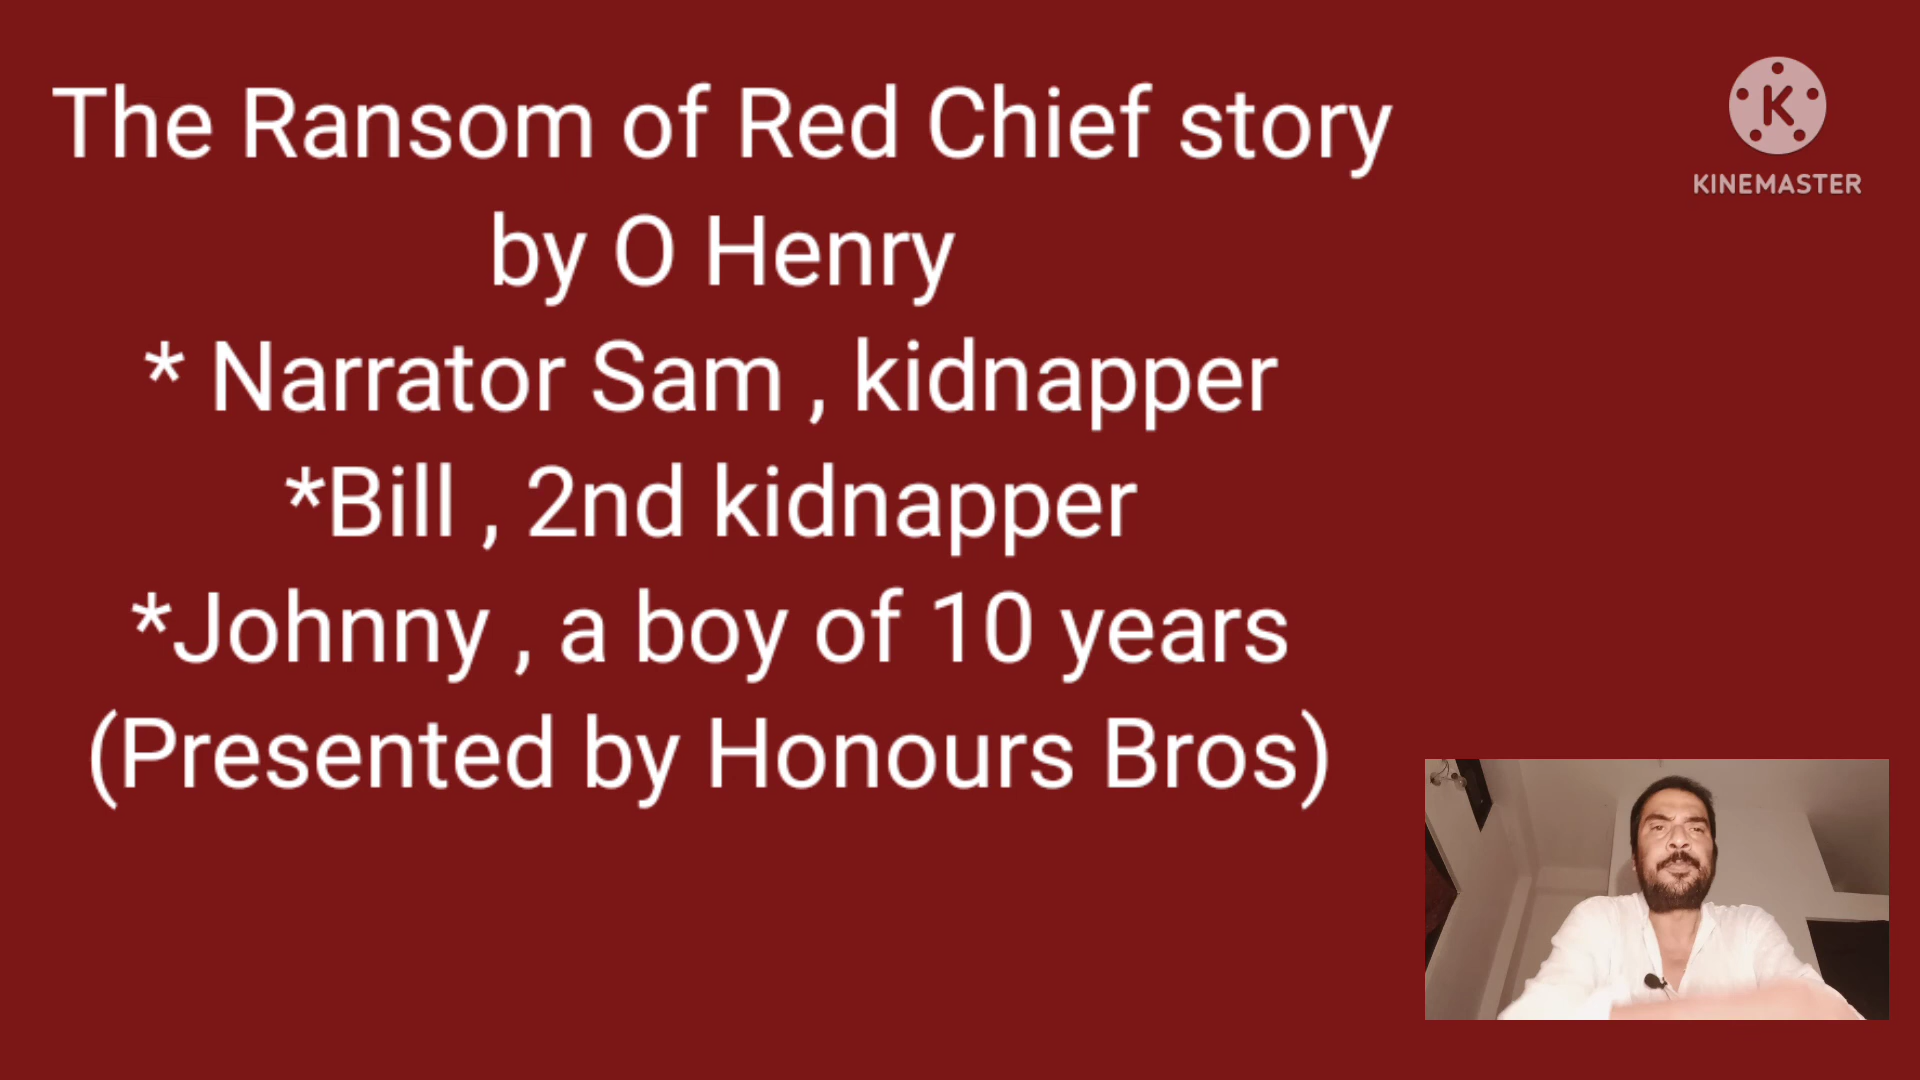 The Ransom of Red Chief story
by O Henry
* Narrator Sam , kidnapper
*Bill , 2nd kidnapper
*Johnny , a boy of 10 years
(Presented by Honours Bros)
K
KINEMASTER